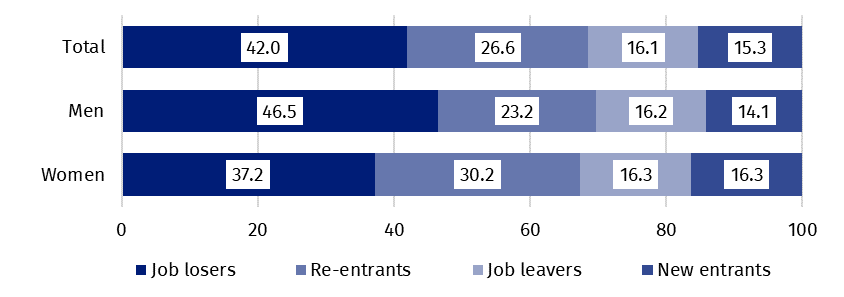 Total 42.0 26.6 16.1 15.3
Men 46.5 23.2 16.2 14.1
Women 37.2 30.2 16.3 16.3
0 20 40 60 80 100
Job losers Re-entrants Job leavers New entrants